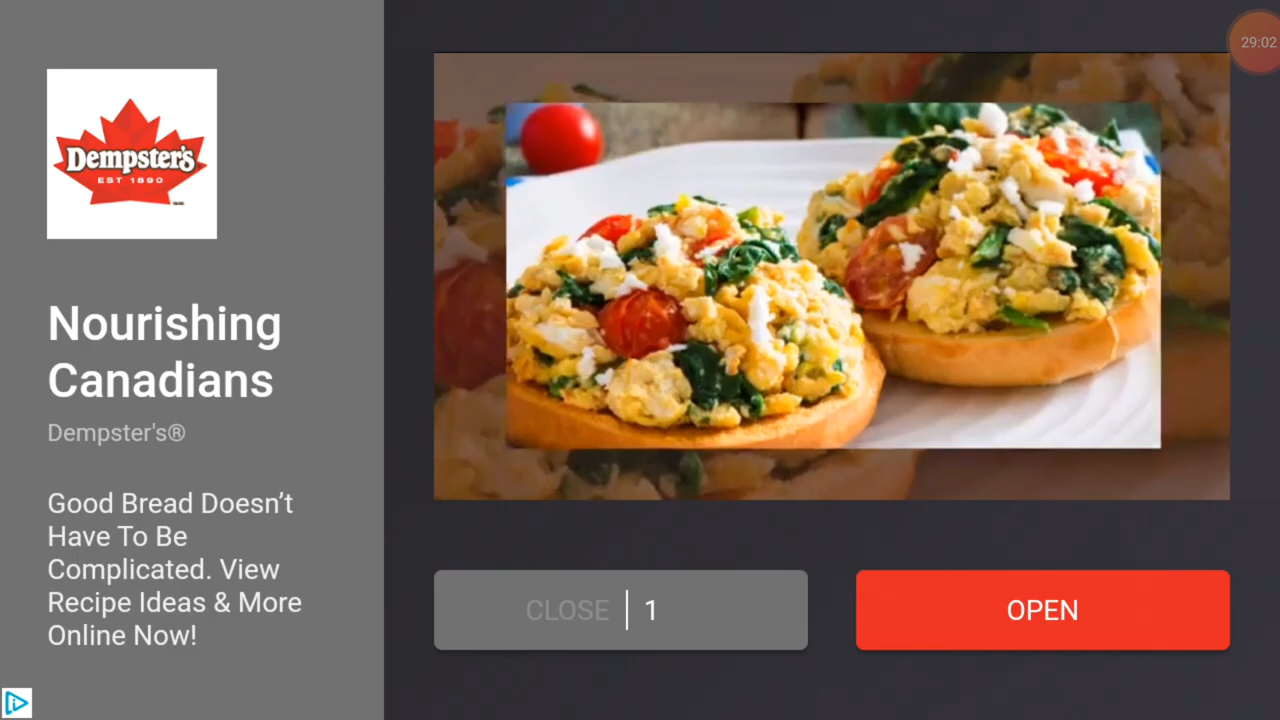 Dempster's
EST 1890
Nourishing
Canadians
Dempster's®
Good Bread Doesn’t
Have To Be
Complicated. View
Recipe Ideas & More
Online Now!
CLOSE 1
OPEN
29:02